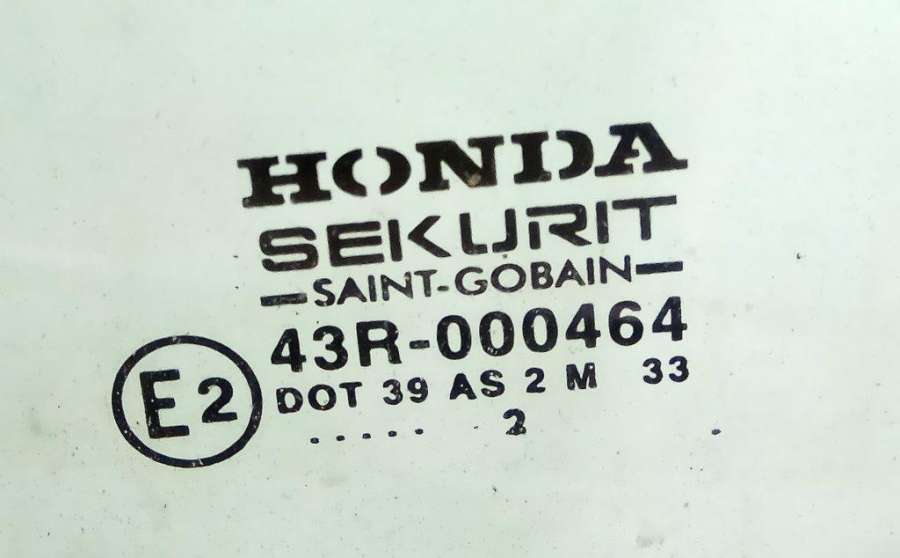 HONDA
SEKURIT
SAINT-GOBAIN
E2 43R-000464
DOT 39 AS 2 M 33
..... 2 .